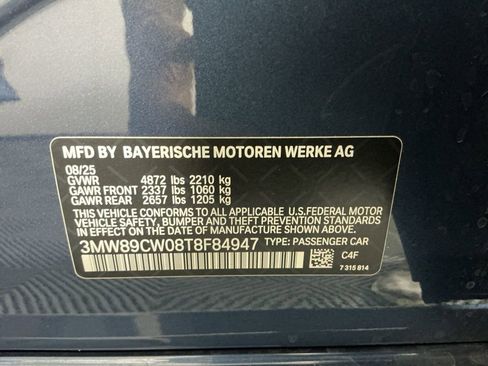 MFD BY BAYERISCHE MOTOREN WERKE AG
08/25
GVWR 4872 lbs 2210 kg
GAWR FRONT 2337 lbs 1060 kg
GAWR REAR 2657 lbs 1205 kg
THIS VEHICLE CONFORMS TO ALL APPLICABLE U.S.FEDERAL MOTOR
VEHICLE SAFETY, BUMPER, AND THEFT PREVENTION STANDARDS
IN EFFECT ON THE DATE OF MANUFACTURE SHOWN ABOVE.
3MW89CW08T8F84947 TYPE: PASSENGER CAR
C4F
7 315 814